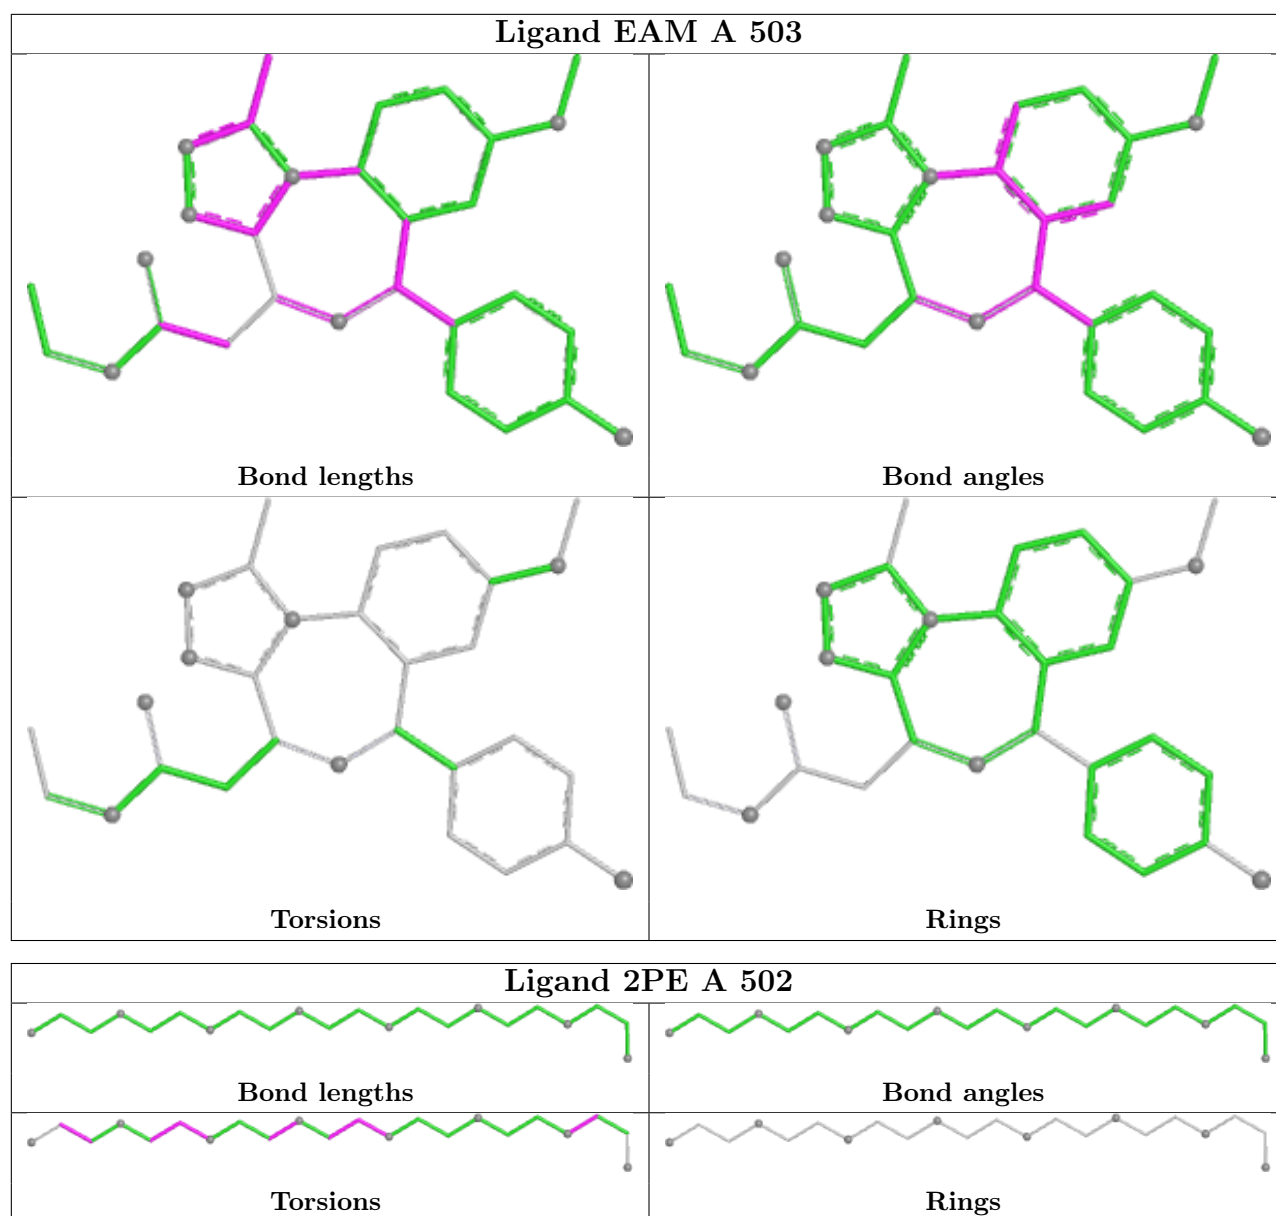 Ligand EAM A 503
Bond lengths
Bond angles
Torsions
Rings
Ligand 2PE A 502
Bond lengths
Bond angles
Torsions
Rings